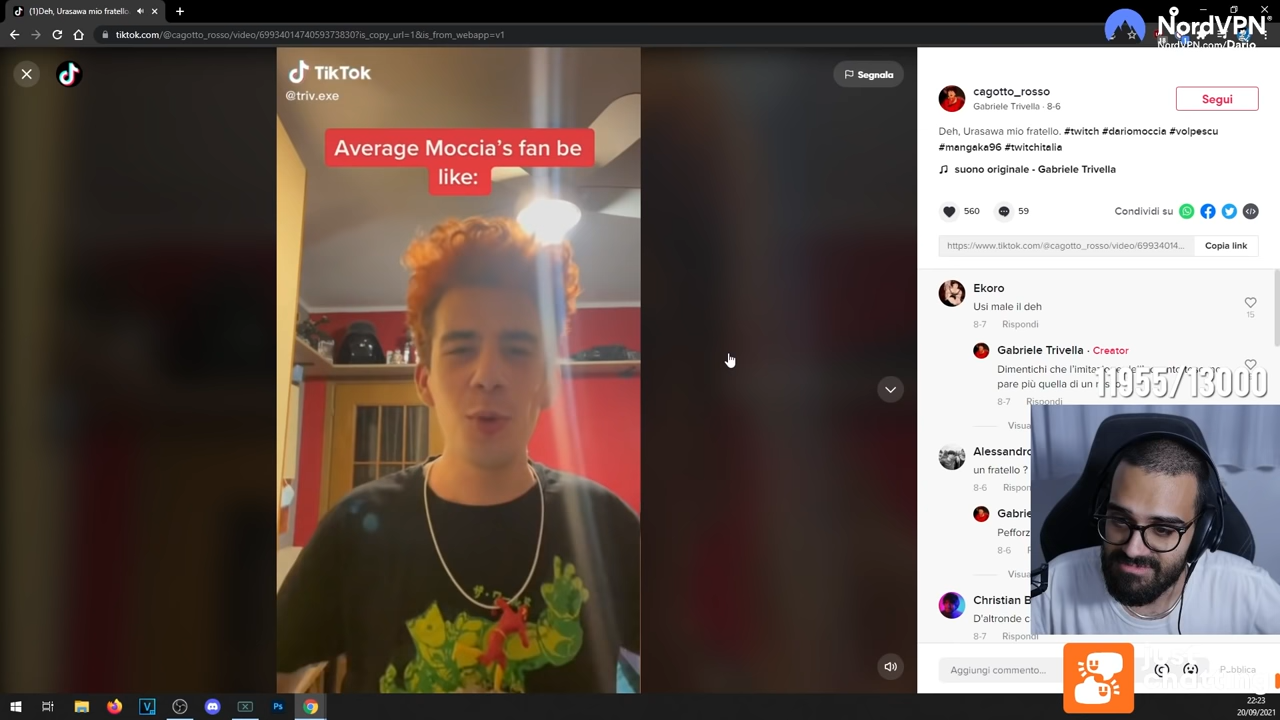 (1)Deh, Urasawa mio fratello
tiktok.com/@cagotto_rosso/video/6993401474059373830?is_copy_url=1&is_from_webapp=v1
NordVPN®
NordVPN.com/Dario
TikTok
@triv.exe
Segnala
Average Moccia's fan be
like:
cagotto_rosso
Gabriele Trivella · 8-6
Segui
Deh, Urasawa mio fratello. #twitch #dariomoccia #volpescu
#mangaka96 #twitchitalia
suono originale - Gabriele Trivella
560
59
Condividi su
https://www.tiktok.com/@cagotto_rosso/video/69934014...
Copia link
Ekoro
Usi male il deh
8-7 Rispondi
15
Gabriele Trivella · Creator
Dimentichi che l'imita
pare più quella di un
11955/13000
8-7 Rispondi
Visua
Alessandro
un fratello ?
8-6 Rispon
Gabrie
Pefforz
8-6
Visua
Christian B
D'altronde c
8-7 Rispondi
Aggiungi commento...
Pubblica
22:23
20/09/2021